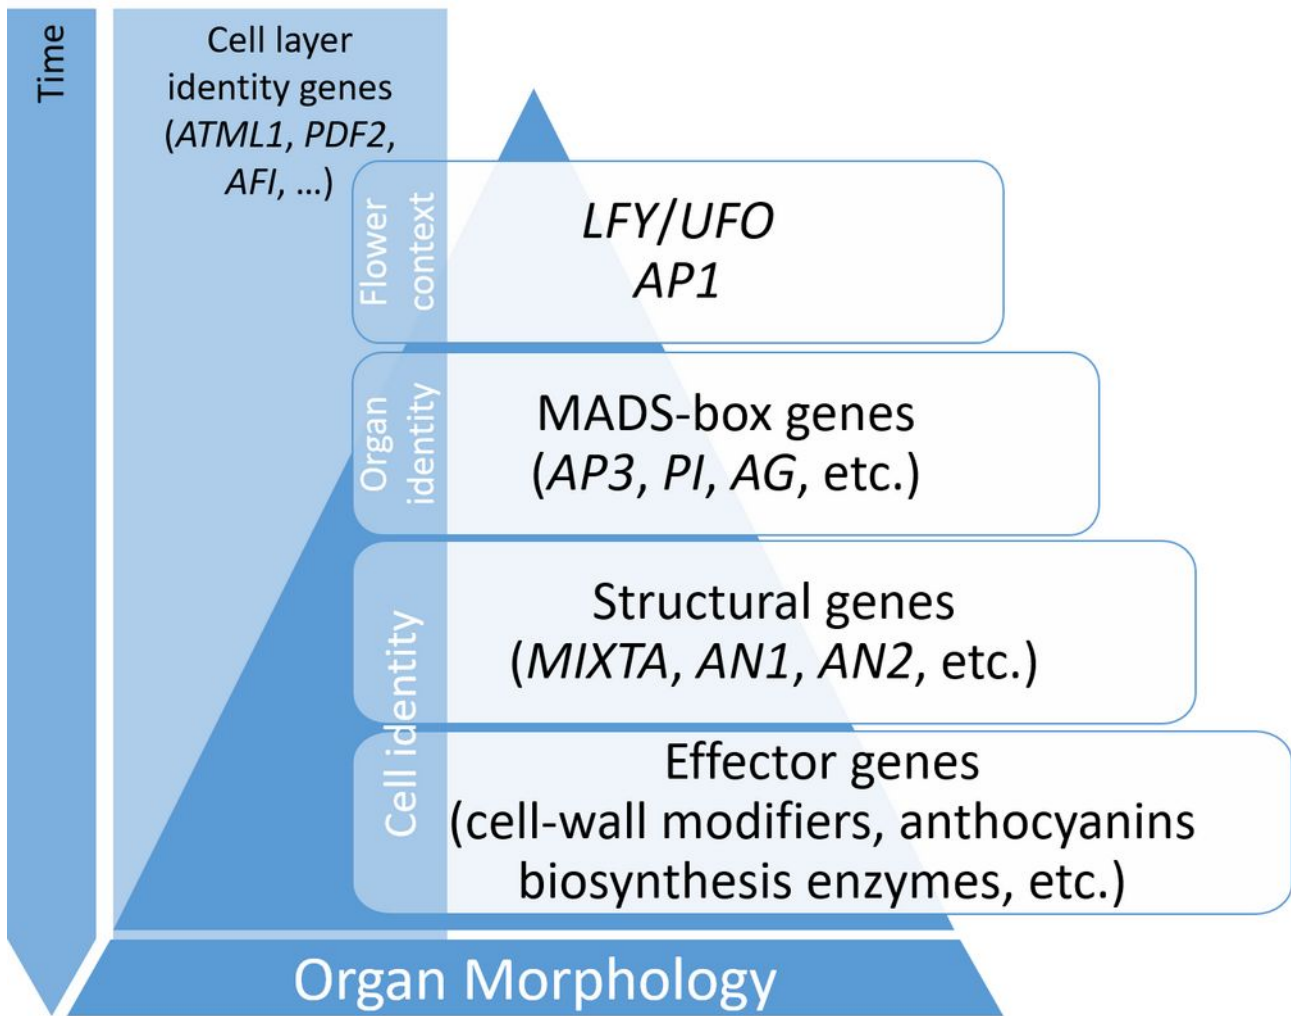 Time
Cell layer
identity genes
(ATML1, PDF2,
AFI, ...)
Flower
context
LFY/UFO
AP1
Organ
identity
MADS-box genes
(AP3, PI, AG, etc.)
Cell identity
Structural genes
(MIXTA, AN1, AN2, etc.)
Effector genes
(cell-wall modifiers, anthocyanins
biosynthesis enzymes, etc.)
Organ Morphology